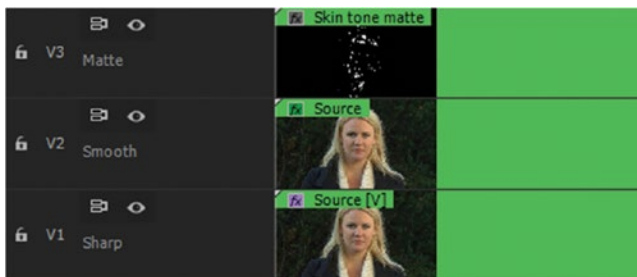 V3
Matte
fx Skin tone matte
V2
Smooth
fx Source
V1
Sharp
fx Source [V]